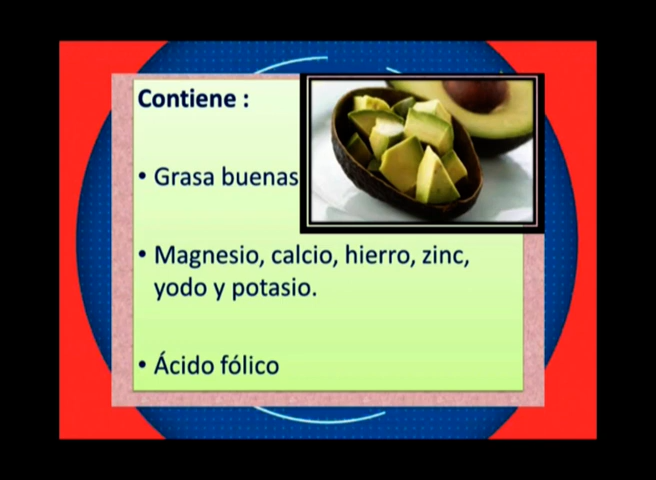 Contiene :
• Grasa buenas
• Magnesio, calcio, hierro, zinc,
yodo y potasio.
• Ácido fólico